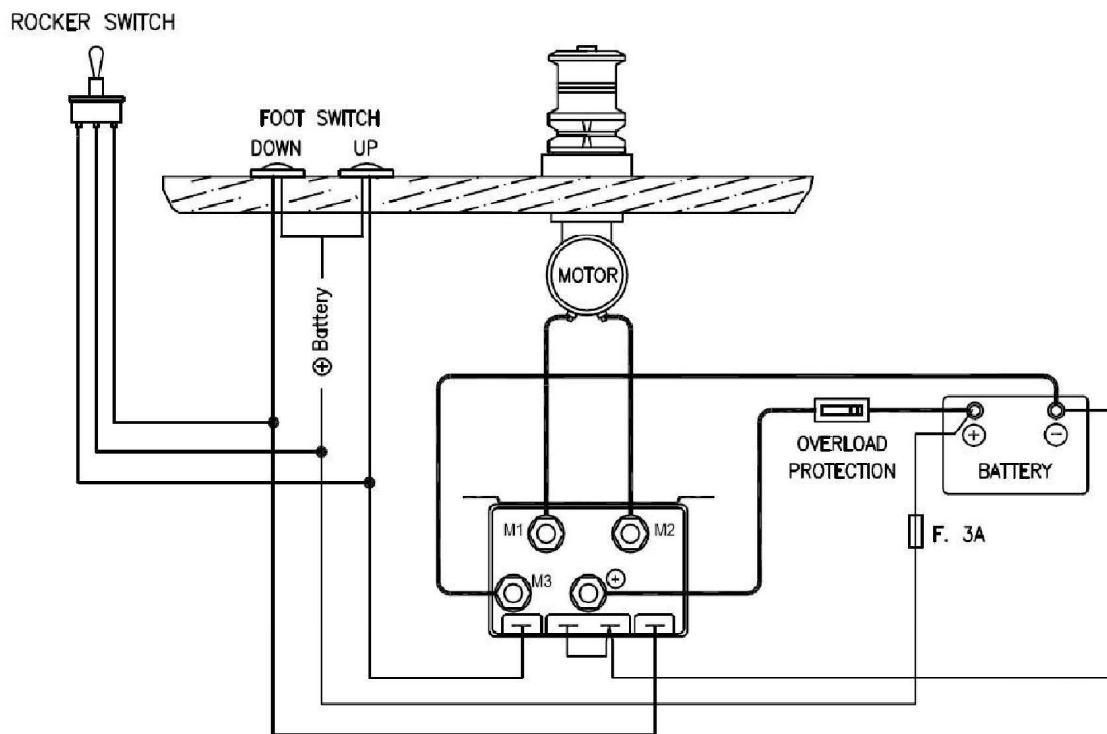 ROCKER SWITCH
FOOT SWITCH
DOWN UP
MOTOR
⊕ Battery
OVERLOAD
PROTECTION
⊕ ⊖
BATTERY
F. 3A
M1 M2
M3 ⊕